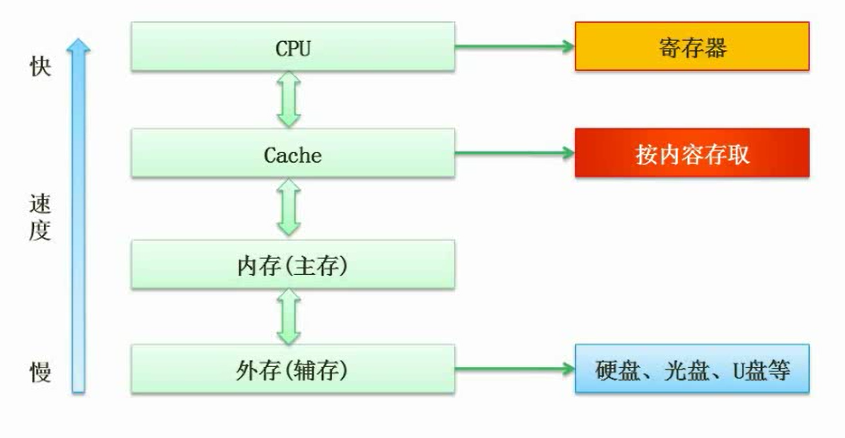 CPU
寄存器
快
Cache
按内容存取
速
度
内存(主存)
慢
外存(辅存)
硬盘、光盘、U盘等